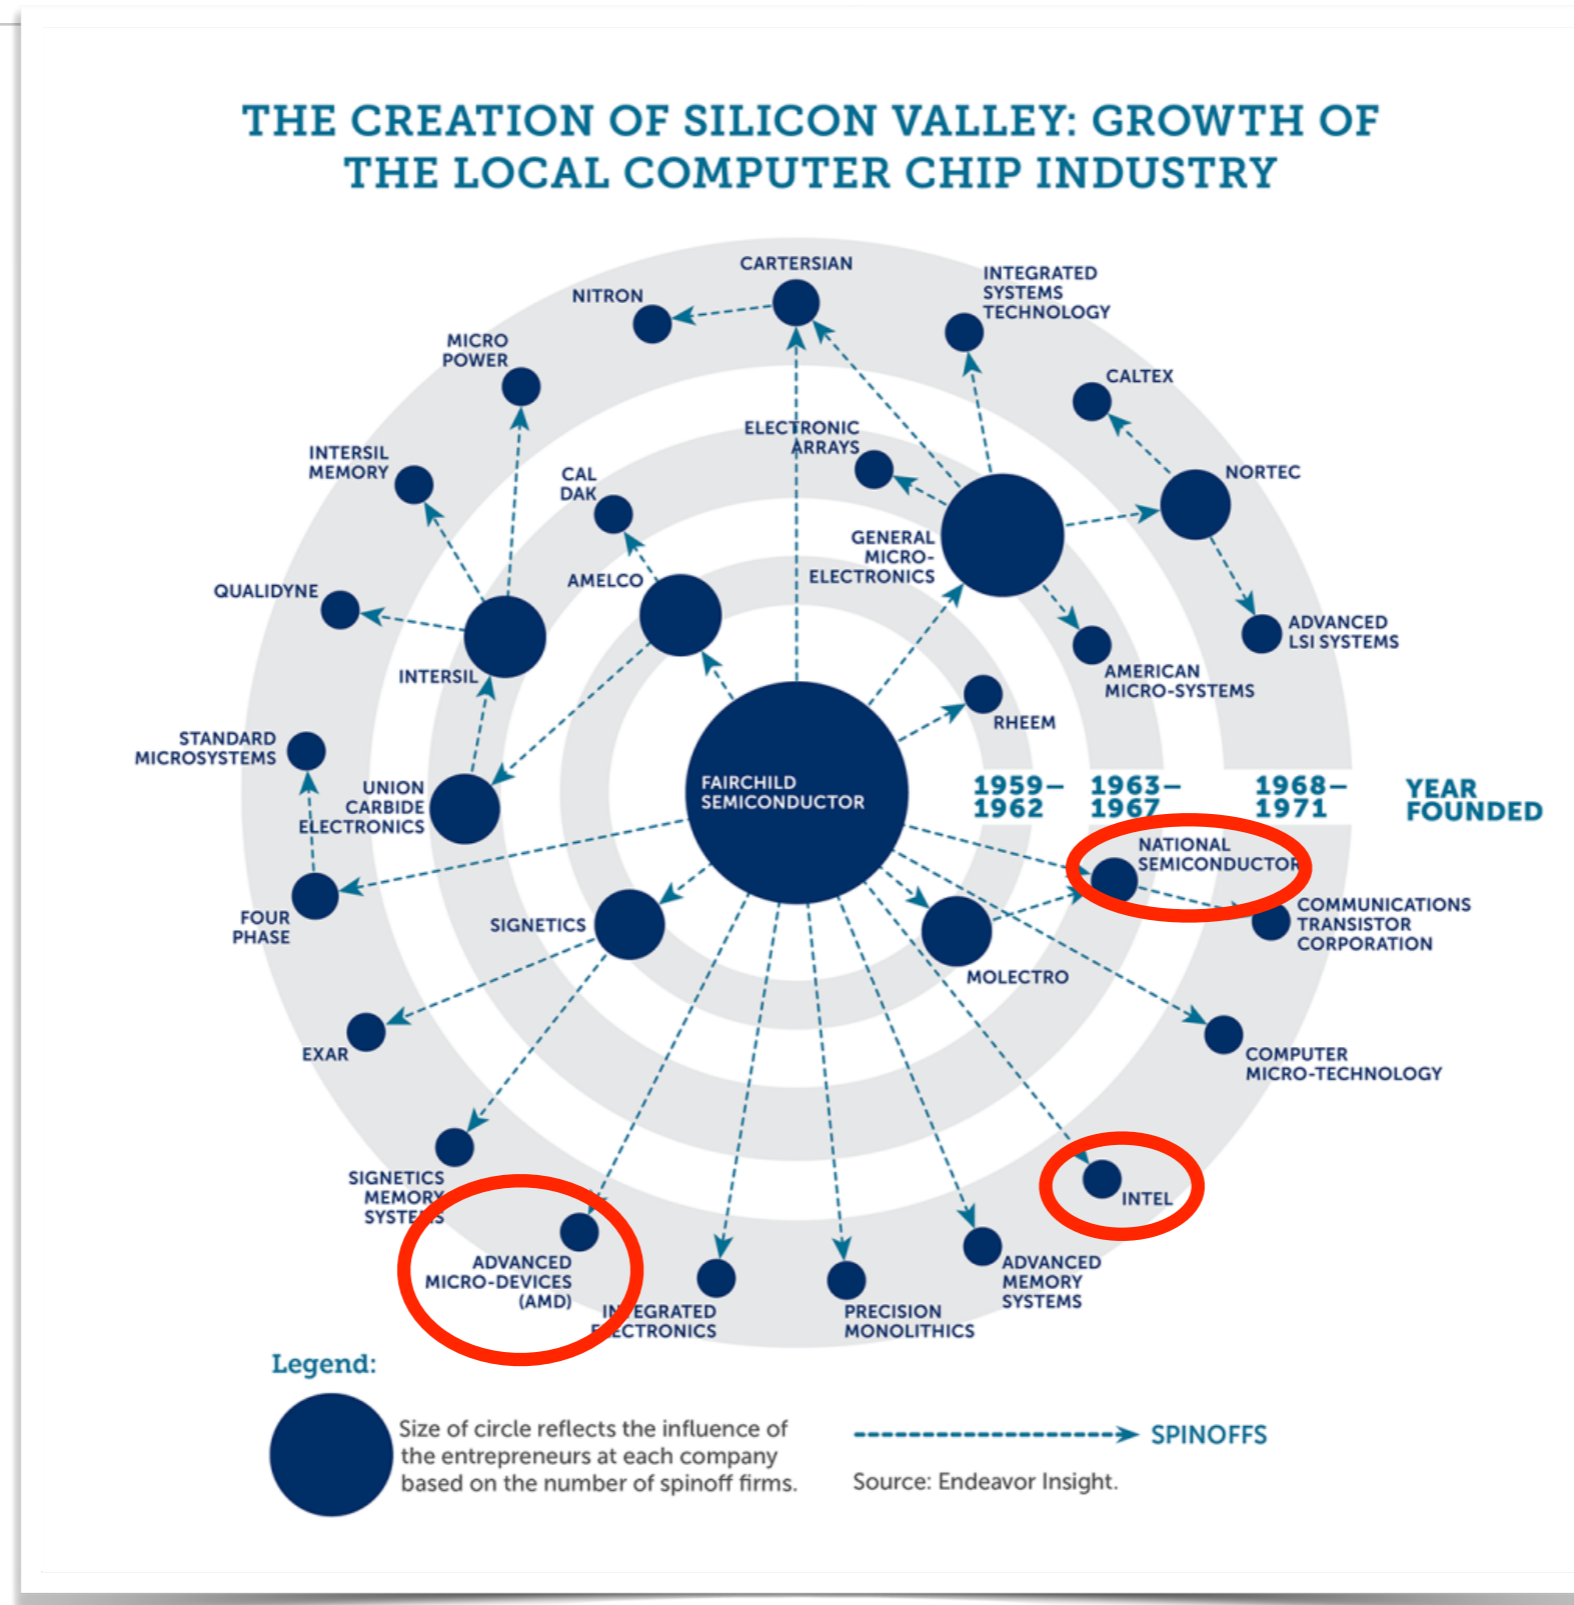 THE CREATION OF SILICON VALLEY: GROWTH OF
THE LOCAL COMPUTER CHIP INDUSTRY
CARTERSIAN
INTEGRATED
SYSTEMS
TECHNOLOGY
NITRON
MICRO
POWER
CALTEX
ELECTRONIC
ARRAYS
INTERSIL
MEMORY
CAL
DAK
NORTEC
GENERAL
MICRO-
ELECTRONICS
AMELCO
QUALIDYNE
ADVANCED
LSI SYSTEMS
INTERSIL
AMERICAN
MICRO-SYSTEMS
RHEEM
STANDARD
MICROSYSTEMS
UNION
CARBIDE
ELECTRONICS
FAIRCHILD
SEMICONDUCTOR
1959–
1962
1963–
1967
1968–
1971
YEAR
FOUNDED
NATIONAL
SEMICONDUCTOR
COMMUNICATIONS
TRANSISTOR
CORPORATION
FOUR
PHASE
SIGNETICS
MOLECTRO
EXAR
COMPUTER
MICRO-TECHNOLOGY
SIGNETICS
MEMORY
SYSTEMS
INTEL
ADVANCED
MICRO-DEVICES
(AMD)
INTEGRATED
ELECTRONICS
PRECISION
MONOLITHICS
ADVANCED
MEMORY
SYSTEMS
Legend:
Size of circle reflects the influence of
the entrepreneurs at each company
based on the number of spinoff firms.
SPINOFFS
Source: Endeavor Insight.